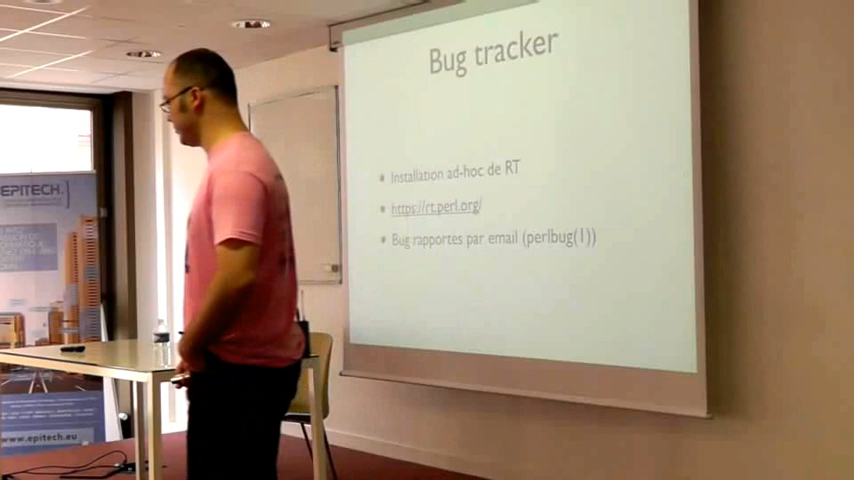 Bug tracker
Installation ad-hoc de RT
https://rt.perl.org/
Bug rapportes par email (perlbug(1))
EPITECH.
www.epitech.eu